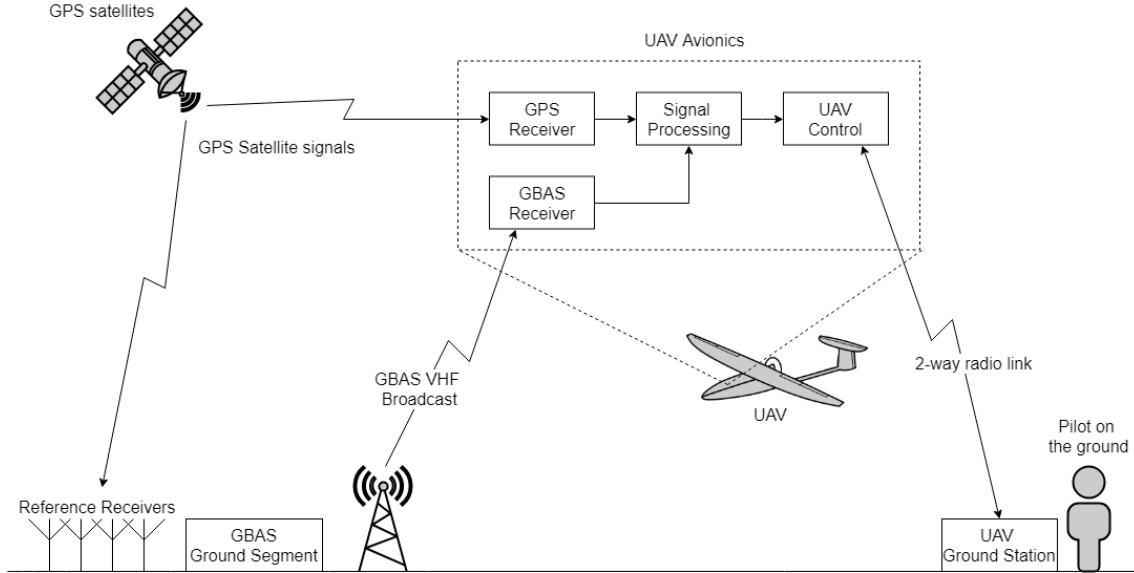 GPS satellites
UAV Avionics
GPS
Receiver
Signal
Processing
UAV
Control
GPS Satellite signals
GBAS
Receiver
2-way radio link
GBAS VHF
Broadcast
UAV
Pilot on
the ground
Reference Receivers
GBAS
Ground Segment
UAV
Ground Station